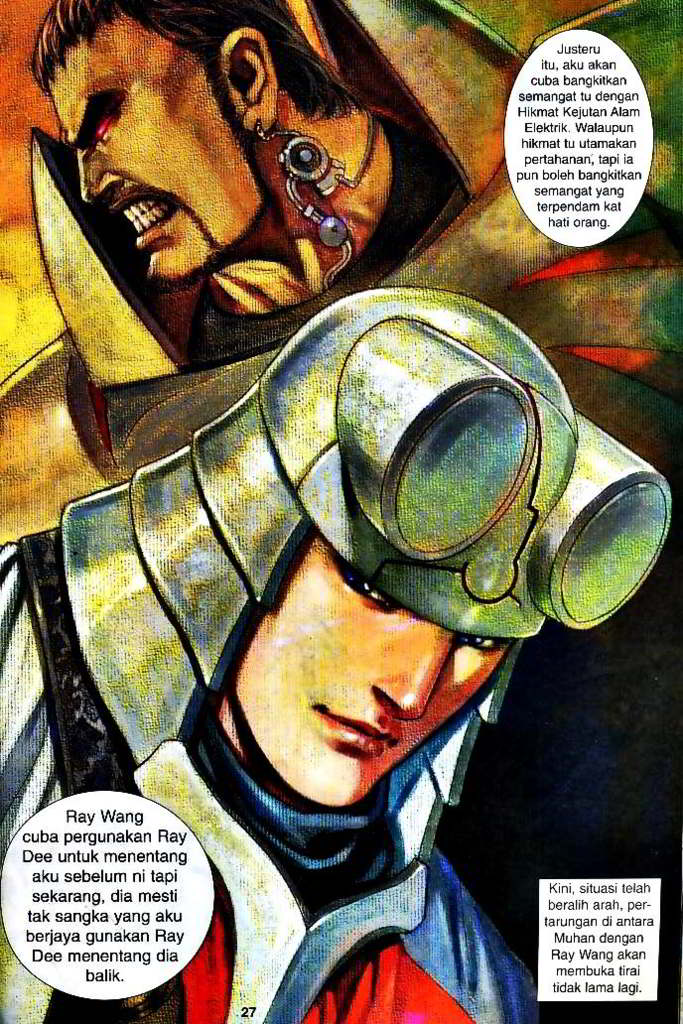 Justeru
itu, aku akan
cuba bangkitkan
semangat tu dengan
Hikmat Kejutan Alam
Elektrik. Walaupun
hikmat tu utamakan
pertahanan, tapi ia
pun boleh bangkitkan
semangat yang
terpendam kat
hati orang.
Ray Wang
cuba pergunakan Ray
Dee untuk menentang
aku sebelum ni tapi
sekarang, dia mesti
tak sangka yang aku
berjaya gunakan Ray
Dee menentang dia
balik.
Kini, situasi telah
beralih arah, per-
tarungan di antara
Muhan dengan
Ray Wang akan
membuka tirai
tidak lama lagi.
27